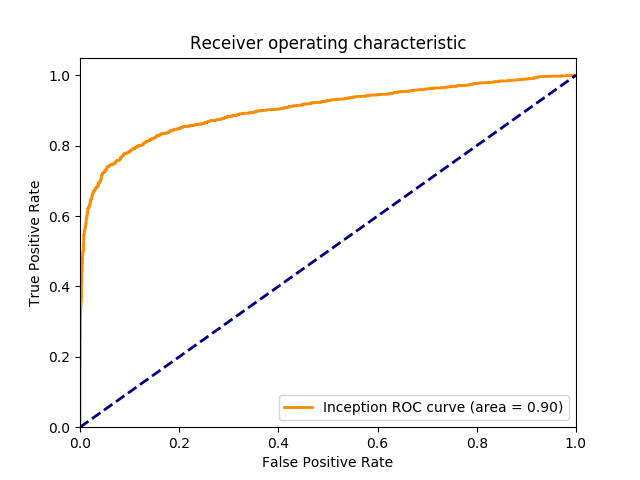 Receiver operating characteristic
1.0
0.8
0.6
0.4
0.2
0.0
True Positive Rate
Inception ROC curve (area = 0.90)
0.0 0.2 0.4 0.6 0.8 1.0
False Positive Rate